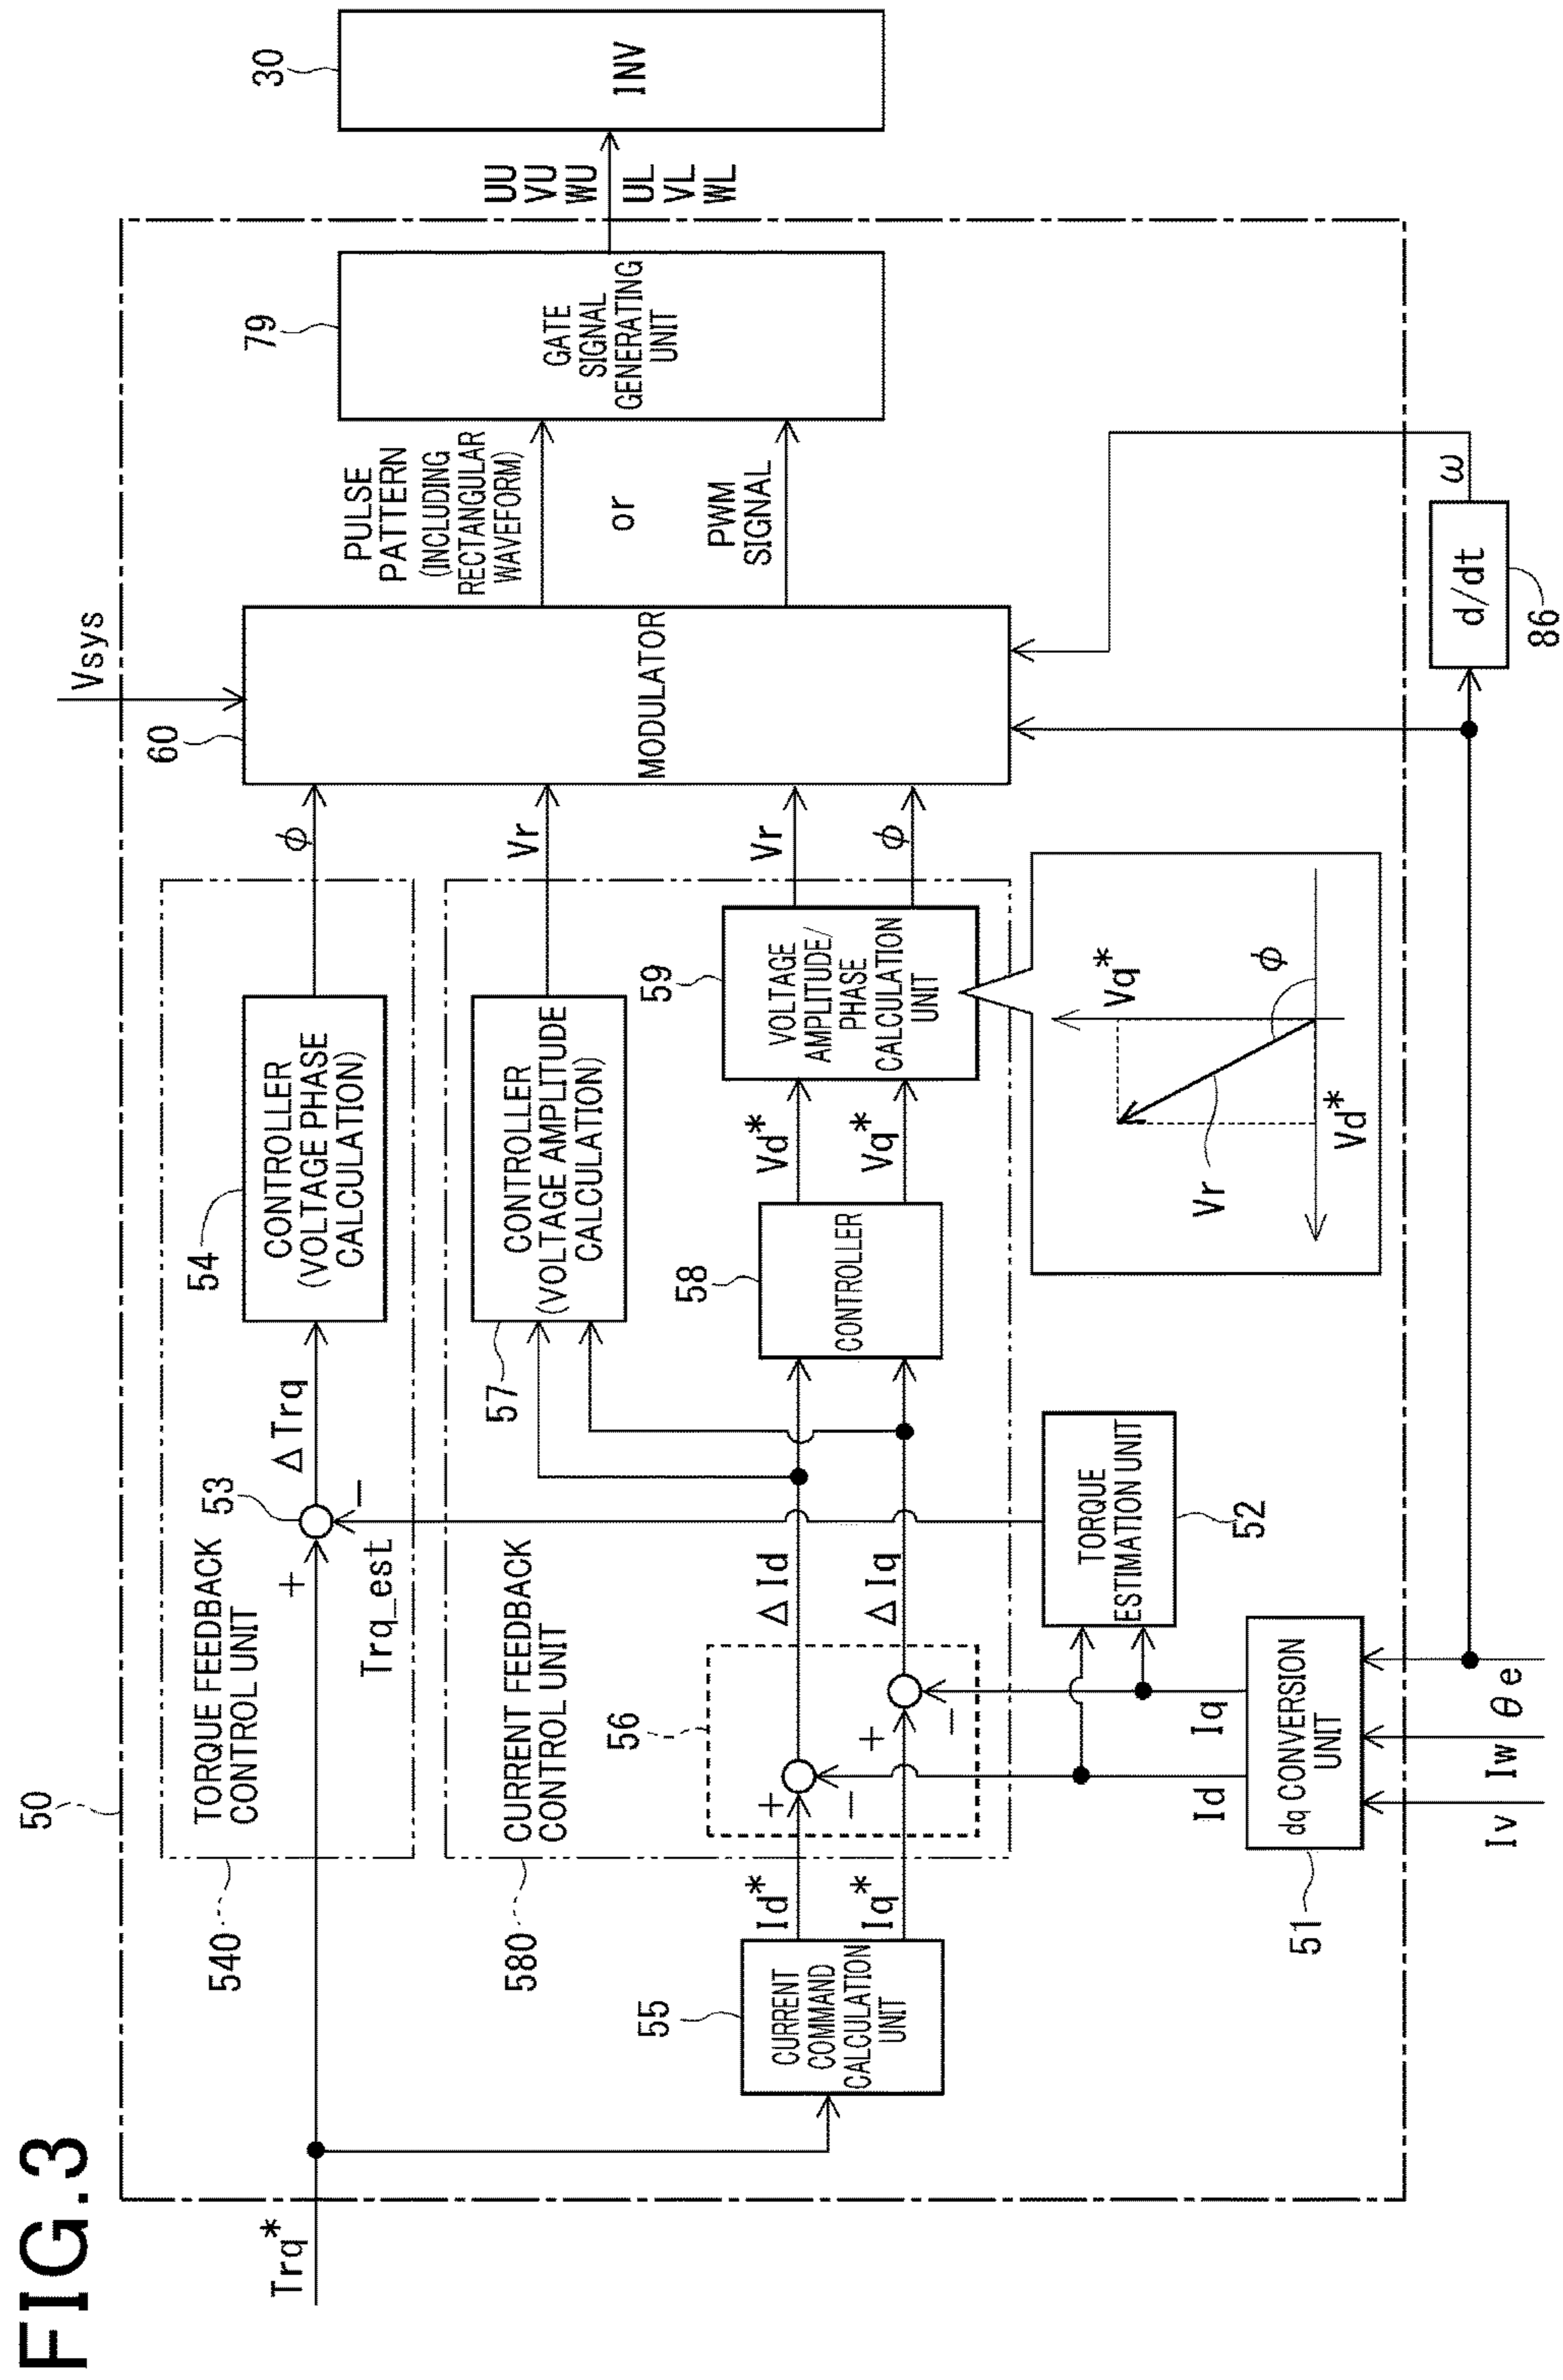 FIG.3
50
Trq*
540
TORQUE FEEDBACK
CONTROL UNIT
+
53
−
Trq_est
Δ Trq
54
CONTROLLER
(VOLTAGE PHASE
CALCULATION)
φ
60
Vsys
MODULATOR
PULSE
PATTERN
(INCLUDING
RECTANGULAR
WAVEFORM)
or
PWM
SIGNAL
79
GATE
SIGNAL
GENERATING
UNIT
UU
VU
WU
UL
VL
WL
30
INV
580
CURRENT FEEDBACK
CONTROL UNIT
57
CONTROLLER
(VOLTAGE AMPLITUDE
CALCULATION)
Vr
55
CURRENT
COMMAND
CALCULATION
UNIT
Id*
Iq*
56
+
−
+
−
Δ Id
Δ Iq
58
CONTROLLER
Vd*
Vq*
59
VOLTAGE
AMPLITUDE/
PHASE
CALCULATION
UNIT
Vr
φ
Vq*
φ
Vr
Vd*
52
TORQUE
ESTIMATION UNIT
Id
Iq
51
dq CONVERSION
UNIT
Iv
Iw
θe
d/dt
86
ω